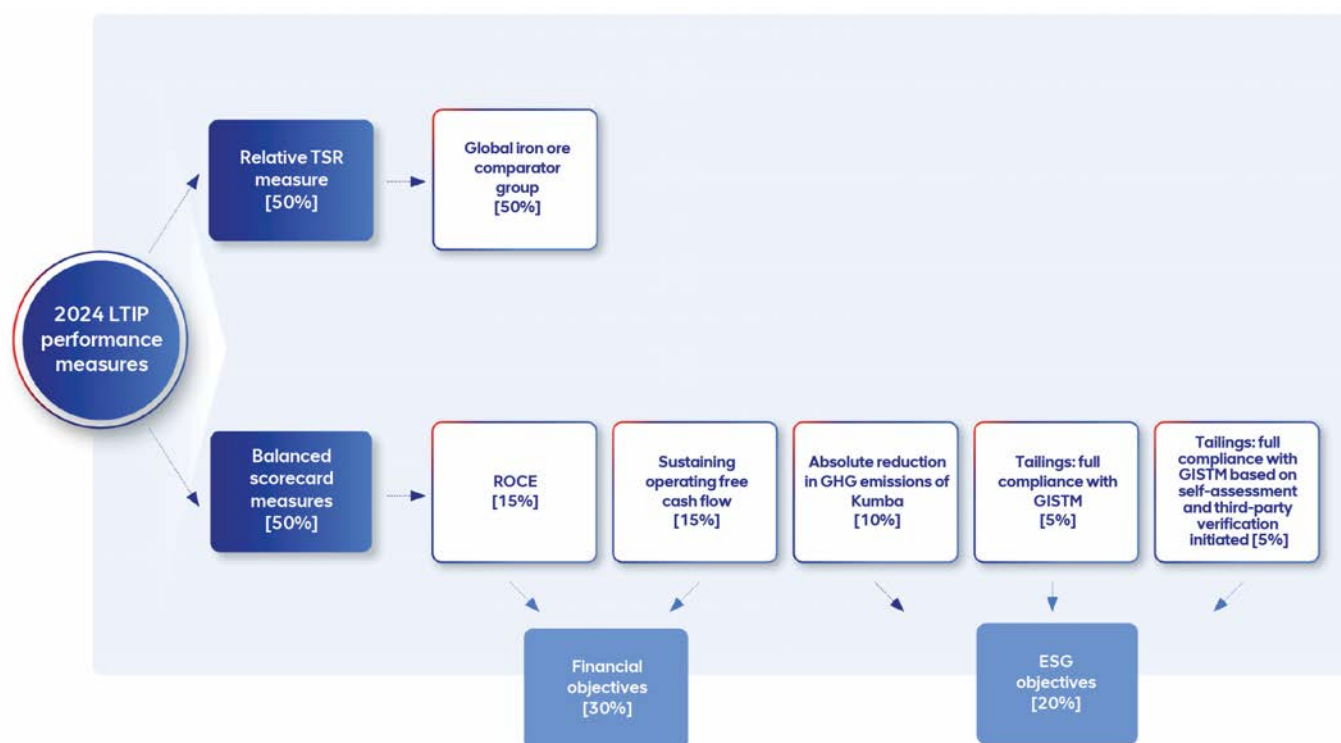 Relative TSR
measure
[50%]
Global iron ore
comparator
group
[50%]
2024 LTIP
performance
measures
Balanced
scorecard
measures
[50%]
ROCE
[15%]
Sustaining
operating free
cash flow
[15%]
Absolute reduction
in GHG emissions of
Kumba
[10%]
Tailings: full
compliance with
GISTM
[5%]
Tailings: full
compliance with
GISTM based on
self-assessment
and third-party
verification
initiated [5%]
Financial
objectives
[30%]
ESG
objectives
[20%]